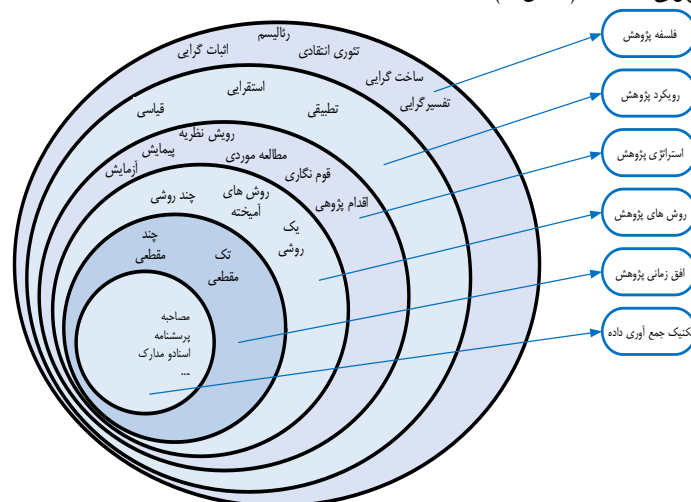 رئالیسم
تئوری انتقادی
اثبات گرایی
ساخت گرایی
تفسیرگرایی
استقرایی
تطبیقی
قیاسی
رویش نظریه
پیمایش
مطالعه موردی
آزمایش
قوم نگاری
اقدام پژوهی
روش های
آمیخته
چند روشی
یک
روشی
چند
مقطعی
تک
مقطعی
مصاحبه
پرسشنامه
اسنادو مدارک
....
فلسفه پژوهش
رویکرد پژوهش
استراتژی پژوهش
روش های پژوهش
افق زمانی پژوهش
تکنیک جمع آوری داده